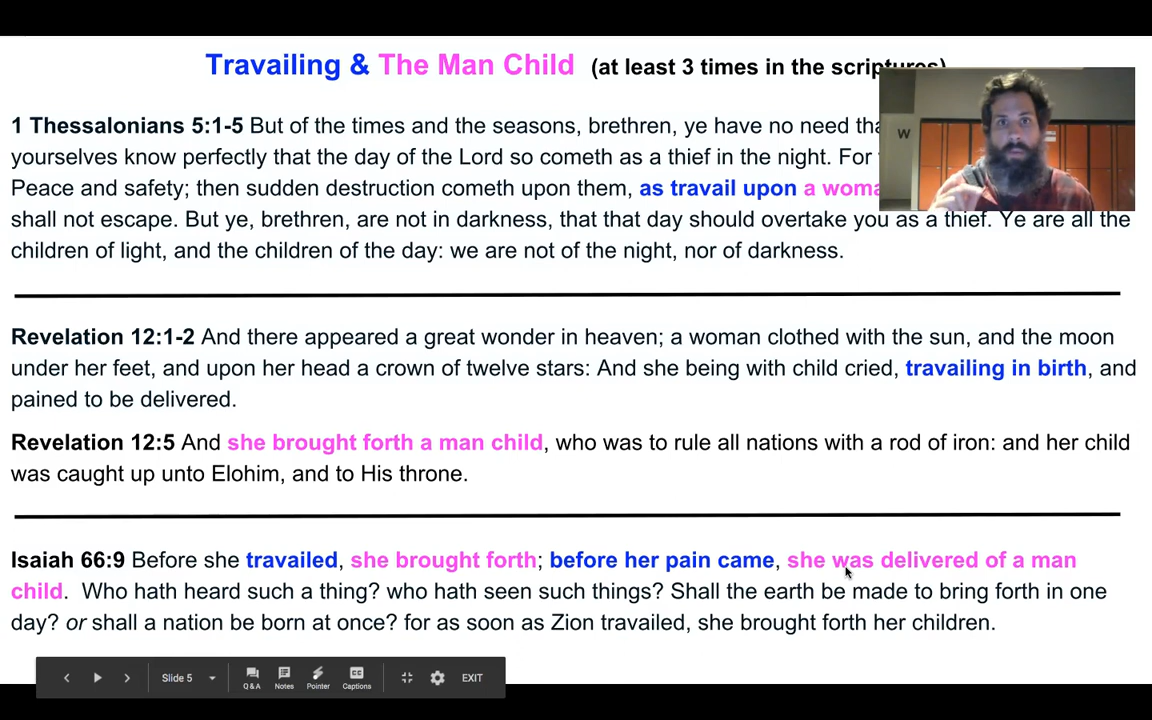 Travailing & The Man Child (at least 3 times in the scriptures)
1 Thessalonians 5:1-5 But of the times and the seasons, brethren, ye have no need
yourselves know perfectly that the day of the Lord so cometh as a thief in the night. For
Peace and safety; then sudden destruction cometh upon them, as travail upon a
shall not escape. But ye, brethren, are not in darkness, that that day should overtake you as a thief. Ye are all the
children of light, and the children of the day: we are not of the night, nor of darkness.
W
Revelation 12:1-2 And there appeared a great wonder in heaven; a woman clothed with the sun, and the moon
under her feet, and upon her head a crown of twelve stars: And she being with child cried, travailing in birth, and
pained to be delivered.
Revelation 12:5 And she brought forth a man child, who was to rule all nations with a rod of iron: and her child
was caught up unto Elohim, and to His throne.
Isaiah 66:9 Before she travailed, she brought forth; before her pain came, she was delivered of a man
child. Who hath heard such a thing? who hath seen such things? Shall the earth be made to bring forth in one
day? or shall a nation be born at once? for as soon as Zion travailed, she brought forth her children.
Slide 5
Q&A Notes Pointer Captions
EXIT